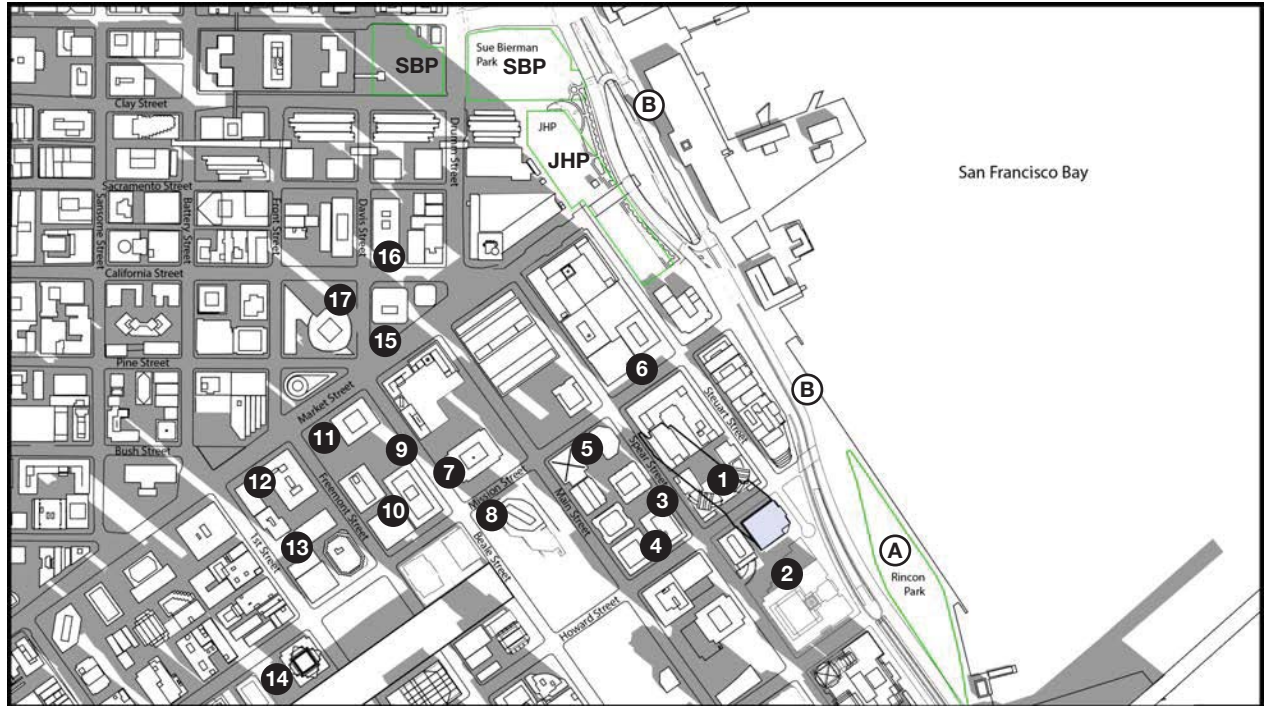 Sue Bierman
Park
SBP
SBP
B
Clay Street
JHP
JHP
Drumm Street
San Francisco Bay
Sacramento Street
Sansome Street
Battery Street
Front Street
Davis Street
16
California Street
17
15
Pine Street
6
B
Market Street
Steuart Street
11
9
5
Bush Street
7
Spear Street
1
12
Mission Street
3
10
8
Main Street
Freemont Street
13
4
1st Street
Beale Street
2
A
Rincon
Park
Howard Street
14